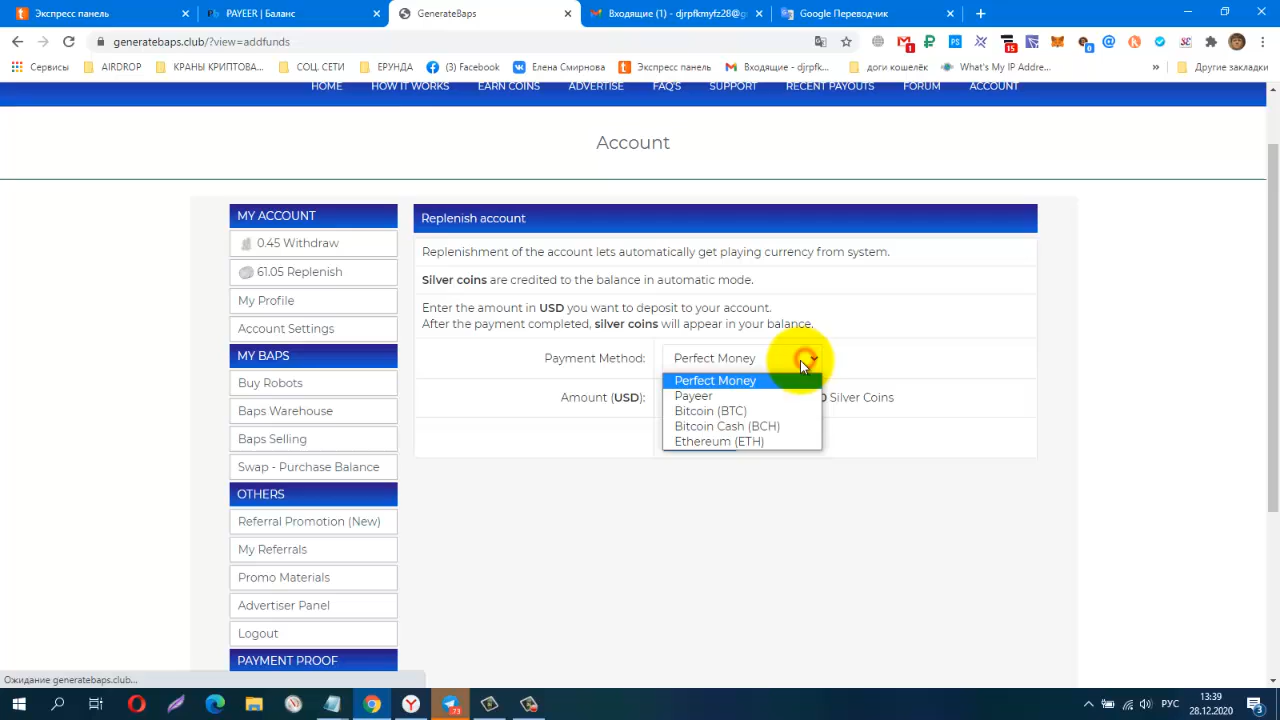 Экспресс панель
PAYEER | Баланс
GenerateBaps
Входящие (1) - djrpfkmyfz28@g
Google Переводчик
generatebaps.club/?view=addfunds
1
15
0
Сервисы
AIRDROP
КРАНЫ КРИПТОВА...
СОЦ. СЕТИ
ЕРУНДА
(3) Facebook
Елена Смирнова
Экспресс панель
Входящие - djrpfk...
доги кошелёк
What's My IP Addre...
»
Другие закладки
HOME
HOW IT WORKS
EARN COINS
ADVERTISE
FAQ'S
SUPPORT
RECENT PAYOUTS
FORUM
ACCOUNT
Account
MY ACCOUNT
0.45 Withdraw
61.05 Replenish
My Profile
Account Settings
MY BAPS
Buy Robots
Baps Warehouse
Baps Selling
Swap - Purchase Balance
OTHERS
Referral Promotion (New)
My Referrals
Promo Materials
Advertiser Panel
Logout
PAYMENT PROOF
Replenish account
Replenishment of the account lets automatically get playing currency from system.
Silver coins are credited to the balance in automatic mode.
Enter the amount in USD you want to deposit to your account.
After the payment completed, silver coins will appear in your balance.
Payment Method:
Perfect Money
Perfect Money
Payeer
Bitcoin (BTC)
Bitcoin Cash (BCH)
Ethereum (ETH)
Amount (USD):
Silver Coins
Ожидание generatebaps.club...
73
РУС
13:39
28.12.2020
3